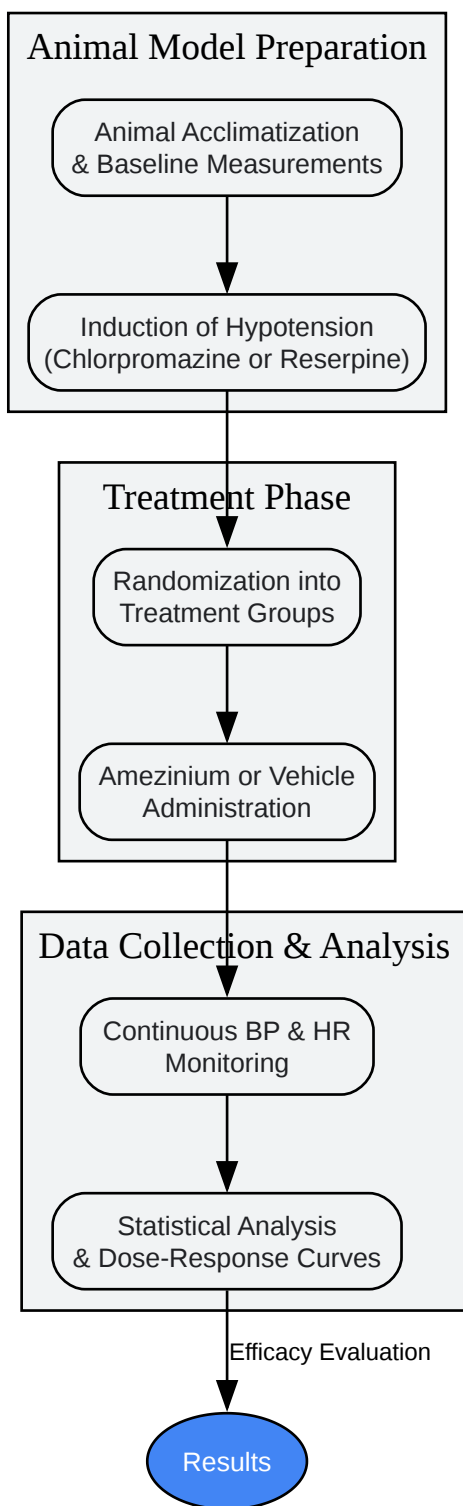 Animal Model Preparation
Animal Acclimatization
& Baseline Measurements
Induction of Hypotension
(Chlorpromazine or Reserpine)
Treatment Phase
Randomization into
Treatment Groups
Amezinium or Vehicle
Administration
Data Collection & Analysis
Continuous BP & HR
Monitoring
Statistical Analysis
& Dose-Response Curves
Efficacy Evaluation
Results